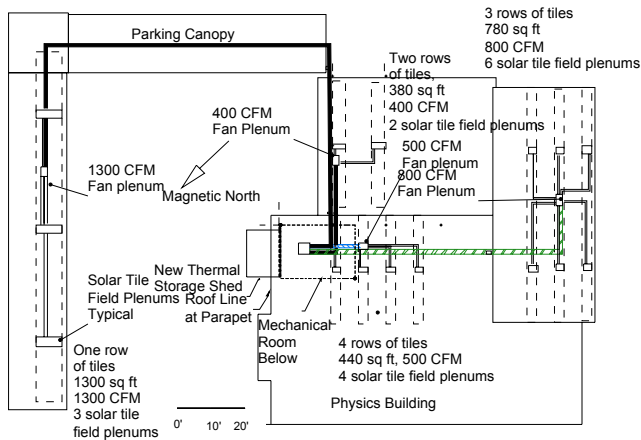 3 rows of tiles
780 sq ft
800 CFM
6 solar tile field plenums
Parking Canopy
Two rows
of tiles,
380 sq ft
400 CFM
2 solar tile field plenums
400 CFM
Fan Plenum
500 CFM
Fan plenum
800 CFM
Fan Plenum
1300 CFM
Fan plenum
Magnetic North
Solar Tile
Field Plenums
Typical
New Thermal
Storage Shed
Roof Line
at Parapet
Mechanical
Room
Below
One row
of tiles
1300 sq ft
1300 CFM
3 solar tile
field plenums
4 rows of tiles
440 sq ft, 500 CFM
4 solar tile field plenums
Physics Building
0' 10' 20'